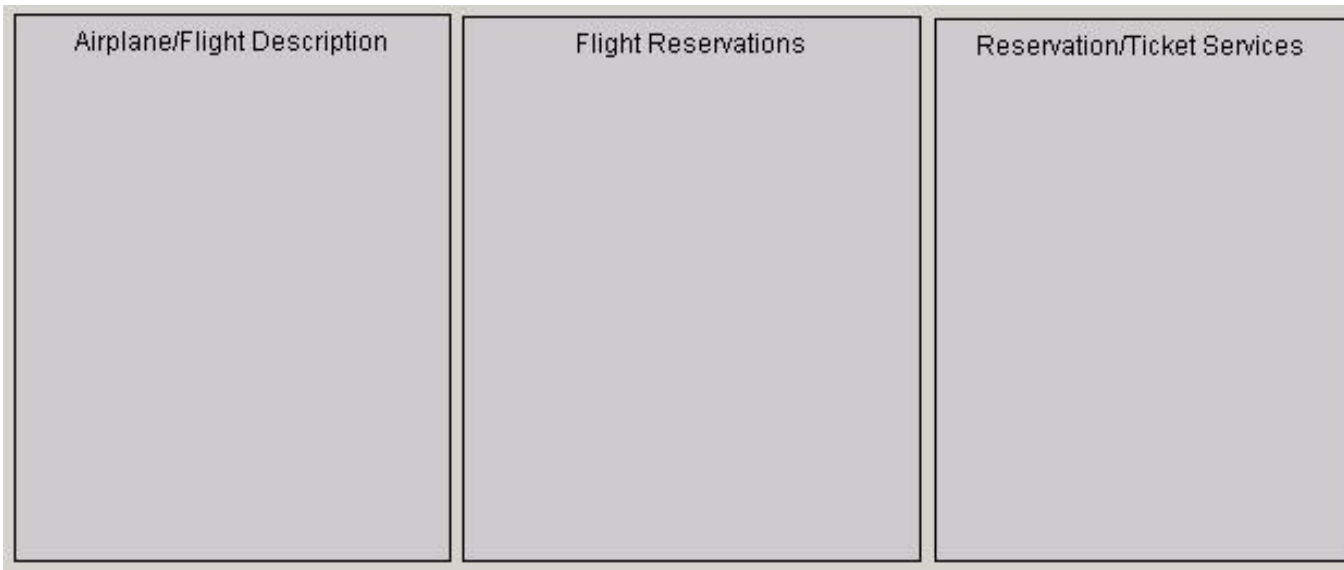 Airplane/Flight Description
Flight Reservations
Reservation/Ticket Services